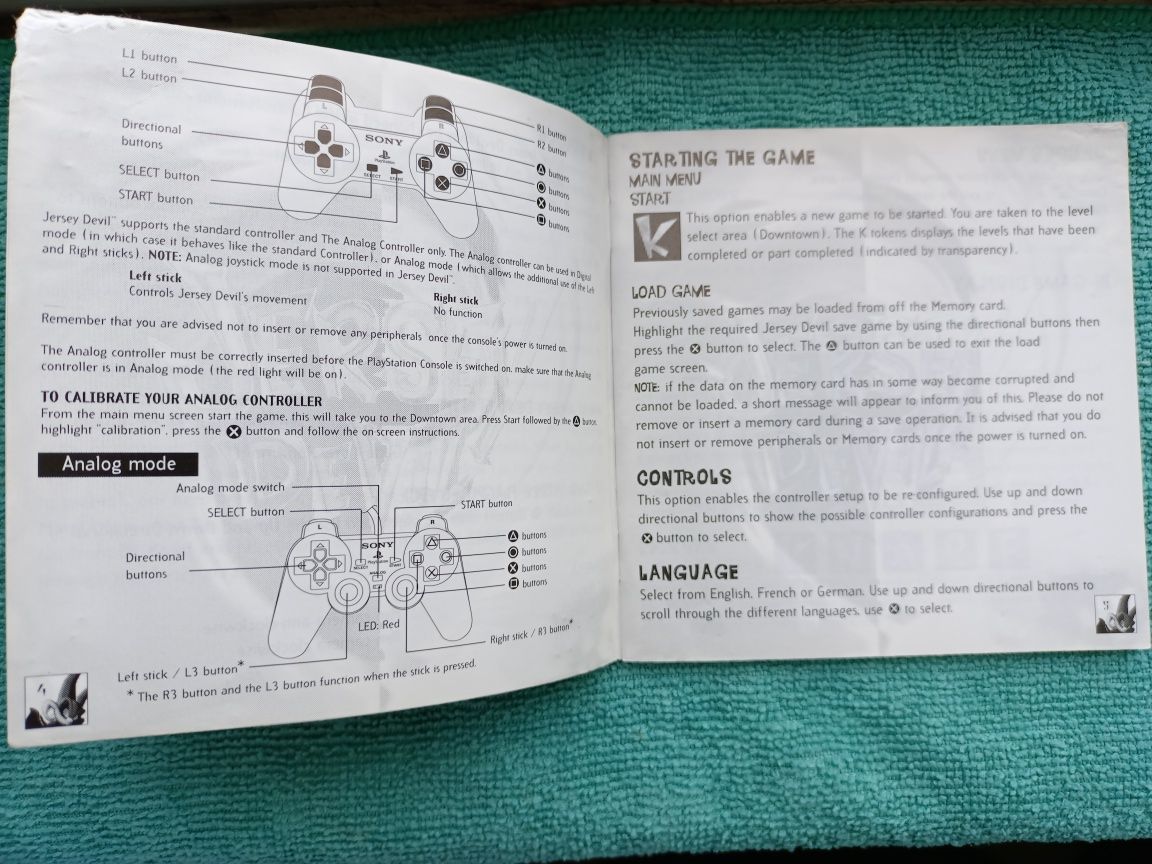 L1 button
L2 button
Directional
buttons
SELECT button
START button
L
R
SONY
PlayStation
SELECT
START
R1 button
R2 button
buttons
buttons
buttons
buttons
Jersey Devil™ supports the standard controller and The Analog Controller only. The Analog controller can be used in Digital
mode (in which case it behaves like the standard Controller), or Analog mode (which allows the additional use of the Left
and Right sticks). NOTE: Analog joystick mode is not supported in Jersey Devil™.
Left stick
Controls Jersey Devil's movement
Right stick
No function
Remember that you are advised not to insert or remove any peripherals once the console's power is turned on.
The Analog controller must be correctly inserted before the PlayStation Console is switched on, make sure that the Analog
controller is in Analog mode (the red light will be on).
TO CALIBRATE YOUR ANALOG CONTROLLER
From the main menu screen start the game, this will take you to the Downtown area. Press Start followed by the button
highlight "calibration", press the button and follow the on-screen instructions.
Analog mode
Analog mode switch
SELECT button
START button
L
R
SONY
PlayStation
SELECT
START
ANALOG
Directional
buttons
buttons
buttons
buttons
buttons
LED: Red
Right stick / R3 button*
Left stick / L3 button*
* The R3 button and the L3 button function when the stick is pressed.
4
STARTING THE GAME
MAIN MENU
START
K
This option enables a new game to be started. You are taken to the level
select area (Downtown). The K tokens displays the levels that have been
completed or part completed (indicated by transparency).
LOAD GAME
Previously saved games may be loaded from off the Memory card.
Highlight the required Jersey Devil save game by using the directional buttons then
press the button to select. The button can be used to exit the load
game screen.
NOTE: if the data on the memory card has in some way become corrupted and
cannot be loaded, a short message will appear to inform you of this. Please do not
remove or insert a memory card during a save operation. It is advised that you do
not insert or remove peripherals or Memory cards once the power is turned on.
CONTROLS
This option enables the controller setup to be re-configured. Use up and down
directional buttons to show the possible controller configurations and press the
button to select.
LANGUAGE
Select from English, French or German. Use up and down directional buttons to
scroll through the different languages, use to select.